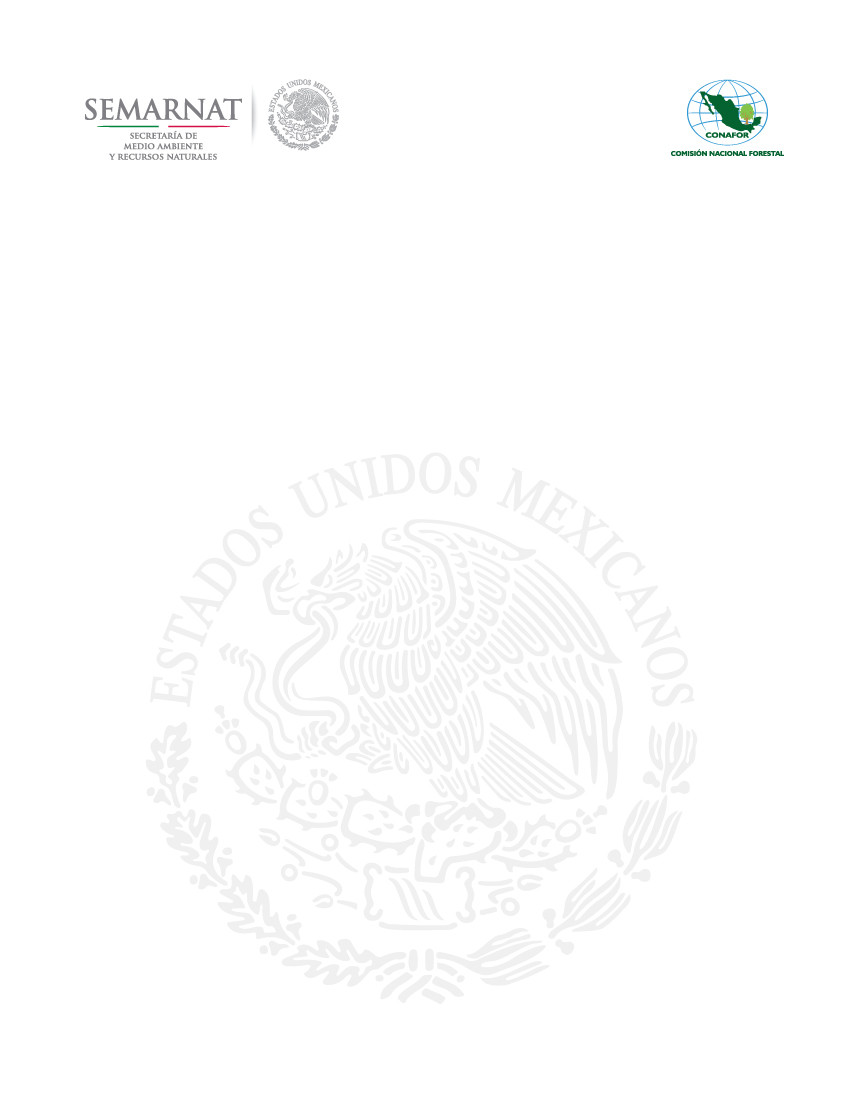 SEMARNAT
SECRETARÍA DE
MEDIO AMBIENTE
Y RECURSOS NATURALES
ESTADOS UNIDOS MEXICANOS
CONAFOR
COMISIÓN NACIONAL FORESTAL
ESTADOS UNIDOS MEXICANOS